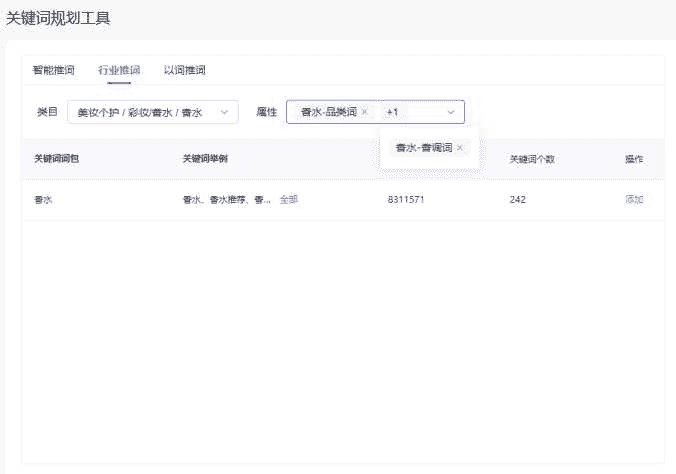 关键词规划工具
智能推词 行业推词 以词推词
类目 美妆个护 / 彩妆/香水 / 香水 属性 香水-品类词 × +1
香水-香调词 ×
关键词词包 关键词举例 关键词个数 操作
香水 香水、香水推荐、香... 全部 8311571 242 添加